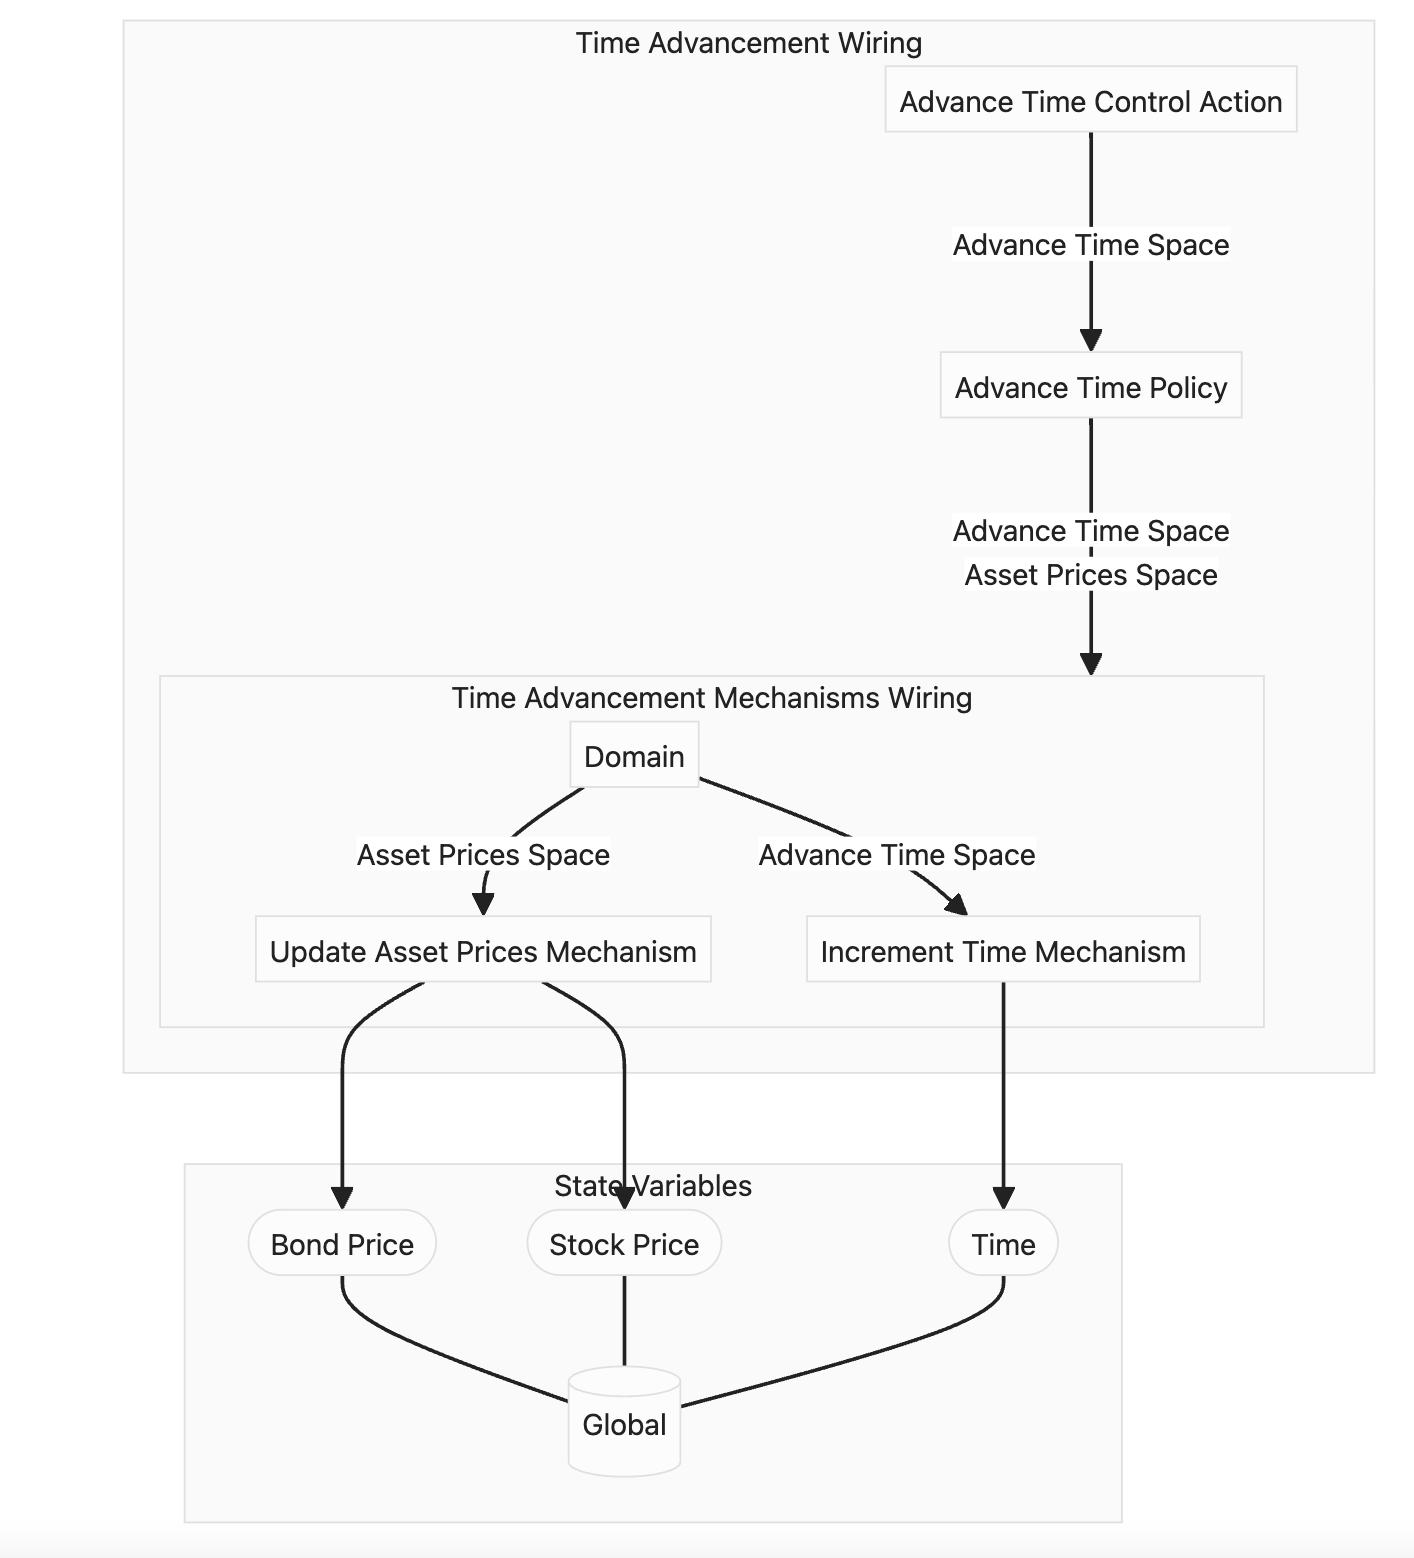 Time Advancement Wiring
Advance Time Control Action
Advance Time Space
Advance Time Policy
Advance Time Space
Asset Prices Space
Time Advancement Mechanisms Wiring
Domain
Asset Prices Space
Advance Time Space
Update Asset Prices Mechanism
Increment Time Mechanism
State Variables
Bond Price
Stock Price
Time
Global